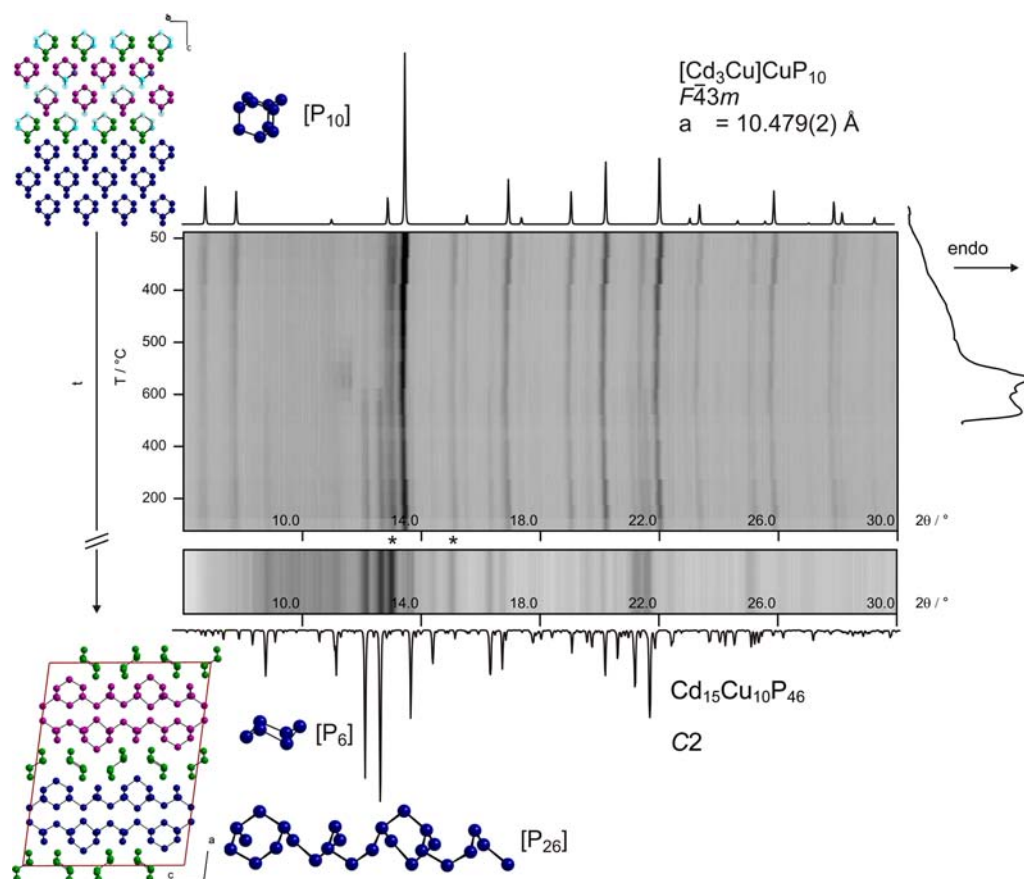 a
c
[P10]
[Cd3Cu]CuP10
F4̅3m
a = 10.479(2) Å
50
400
500
600
400
200
T / °C
t
endo
10.0 14.0 18.0 22.0 26.0 30.0 2θ / °
* *
10.0 14.0 18.0 22.0 26.0 30.0 2θ / °
Cd15Cu10P46
C2
[P6]
[P26]
a
c